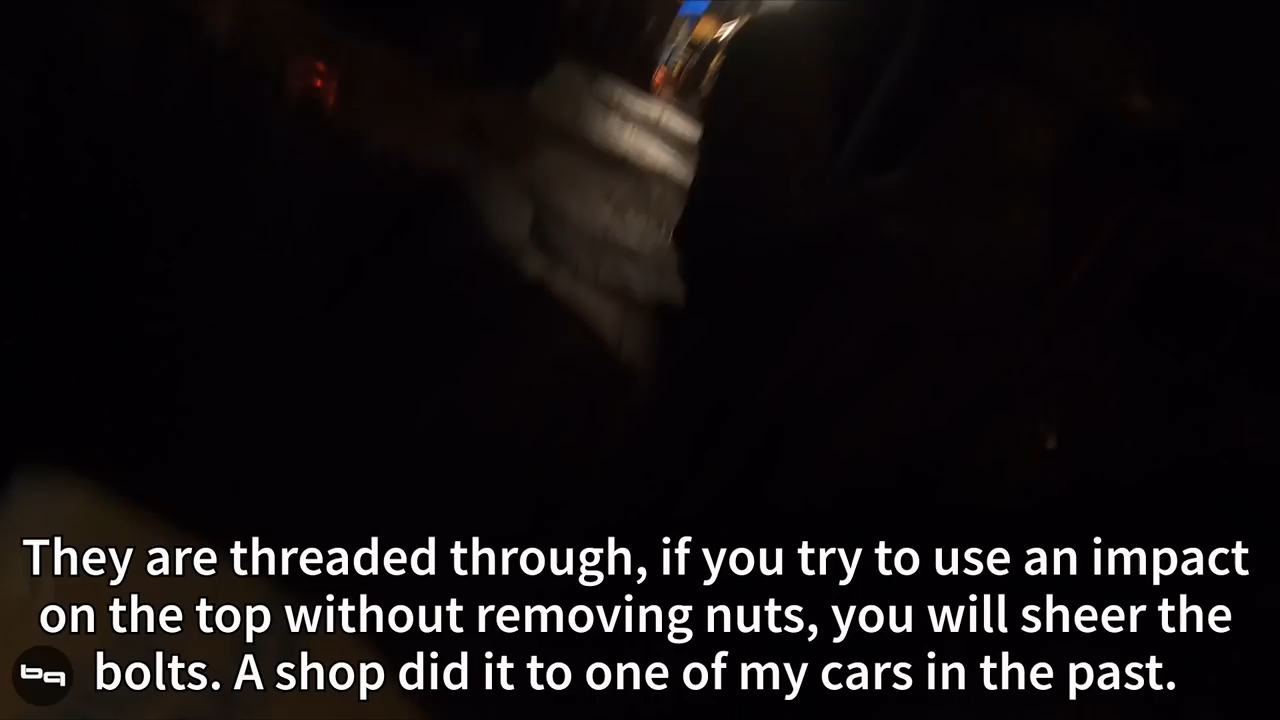 They are threaded through, if you try to use an impact
on the top without removing nuts, you will sheer the
bolts. A shop did it to one of my cars in the past.